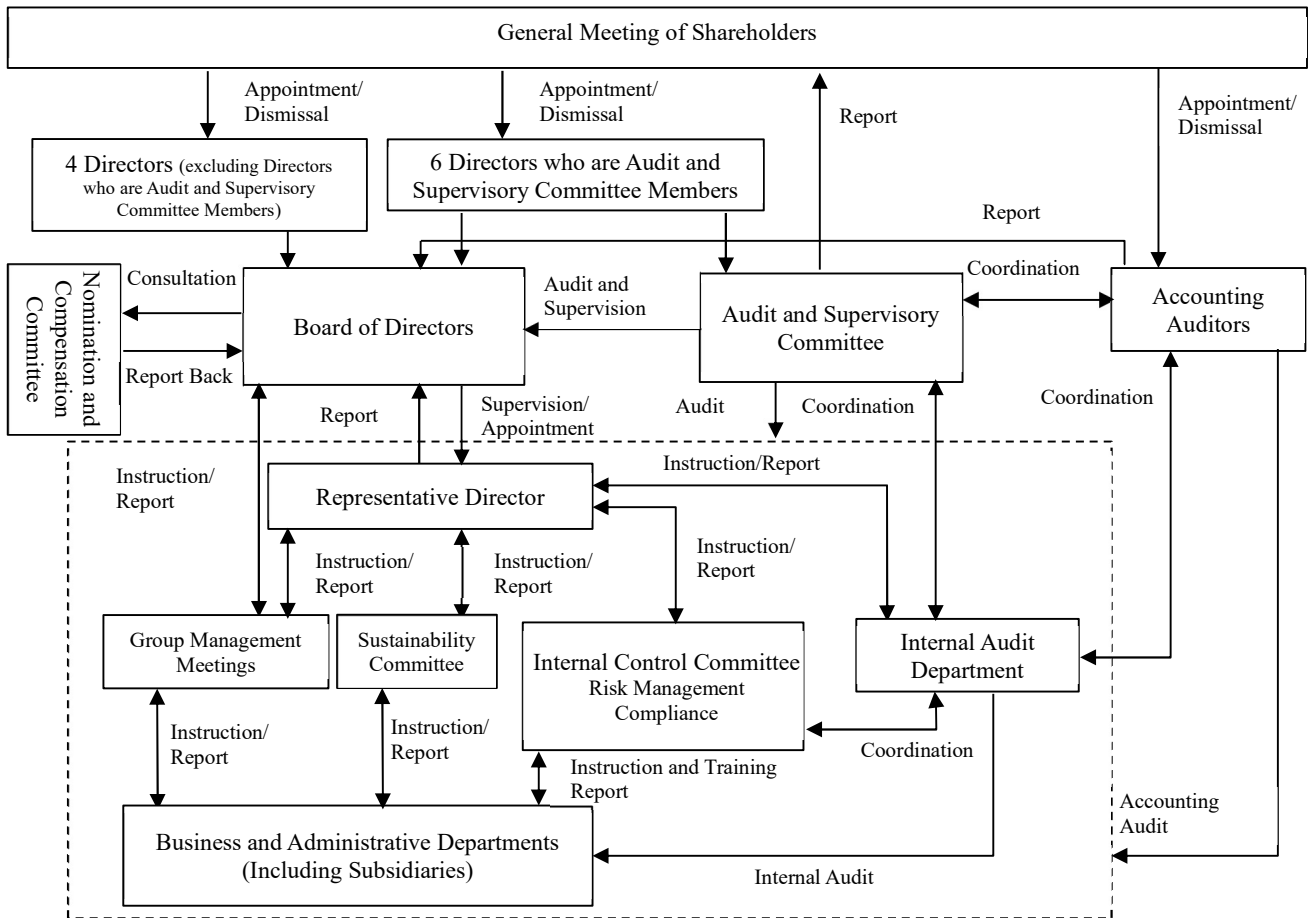 General Meeting of Shareholders
Appointment/
Dismissal
Appointment/
Dismissal
Report
Appointment/
Dismissal
4 Directors (excluding Directors
who are Audit and Supervisory
Committee Members)
6 Directors who are Audit and
Supervisory Committee Members
Report
Nomination and
Compensation
Committee
Consultation
Report Back
Board of Directors
Audit and
Supervision
Audit and Supervisory
Committee
Coordination
Accounting
Auditors
Report
Supervision/
Appointment
Audit
Coordination
Coordination
Instruction/
Report
Representative Director
Instruction/Report
Instruction/
Report
Instruction/
Report
Instruction/
Report
Group Management
Meetings
Sustainability
Committee
Internal Control Committee
Risk Management
Compliance
Internal Audit
Department
Instruction/
Report
Instruction/
Report
Coordination
Instruction and Training
Report
Business and Administrative Departments
(Including Subsidiaries)
Internal Audit
Accounting
Audit